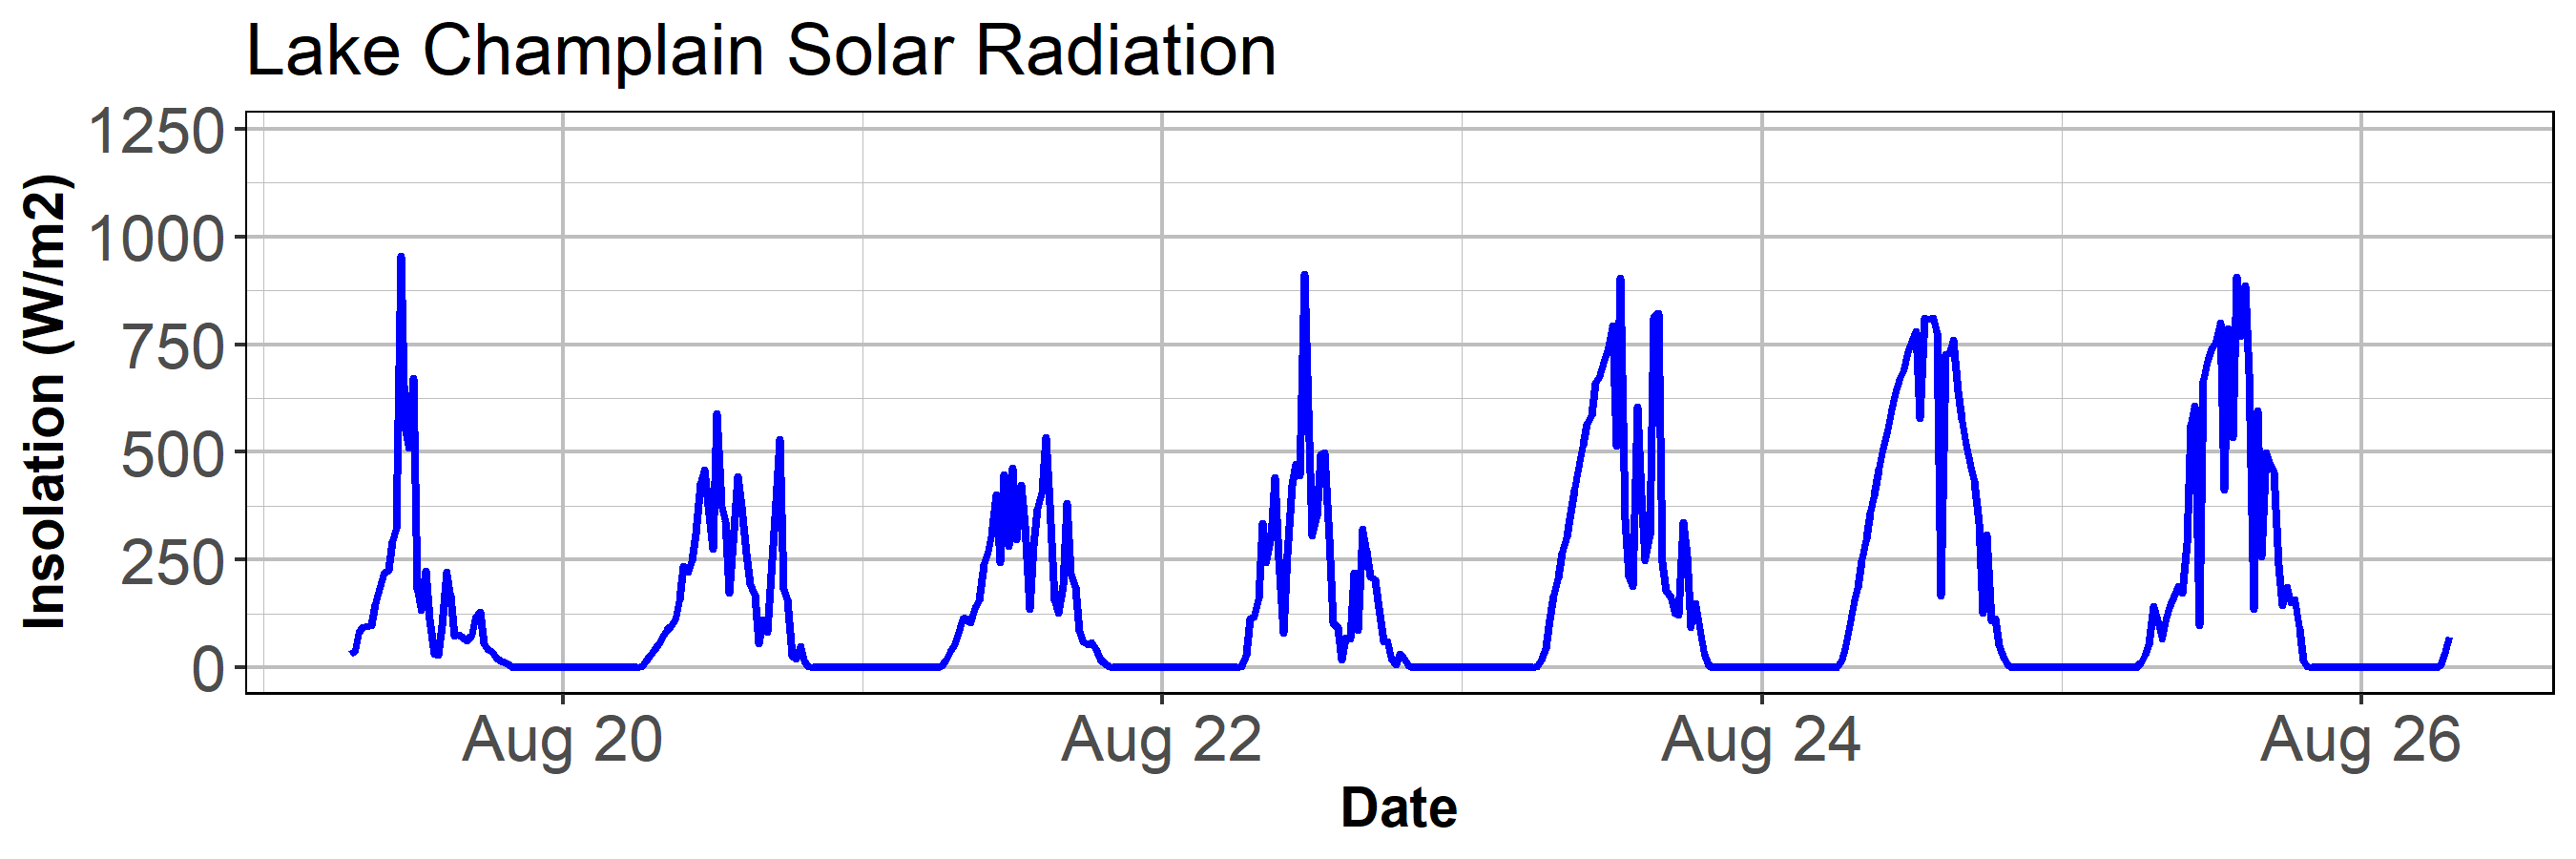 Lake Champlain Solar Radiation
1250
1000
750
500
250
0
Insolation (W/m2)
Aug 20 Aug 22 Aug 24 Aug 26
Date